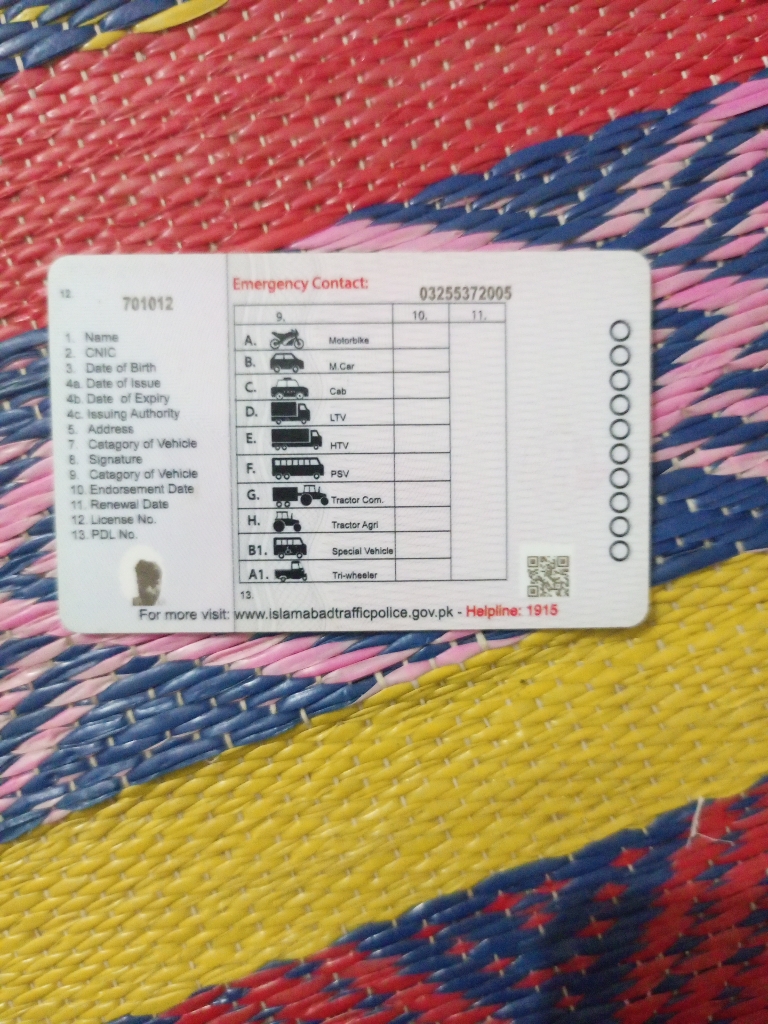 12.
701012
1. Name
2. CNIC
3. Date of Birth
4a. Date of Issue
4b. Date of Expiry
4c. Issuing Authority
5. Address
7. Catagory of Vehicle
8. Signature
9. Catagory of Vehicle
10. Endorsement Date
11. Renewal Date
12. License No.
13. PDL No.
Emergency Contact: 03255372005
9. 10. 11.
A. Motorbike
B. M.Car
C. Cab
D. LTV
E. HTV
F. PSV
G. Tractor Com.
H. Tractor Agri
B1. Special Vehicle
A1. Tri-wheeler
13.
For more visit: www.islamabadtrafficpolice.gov.pk - Helpline: 1915